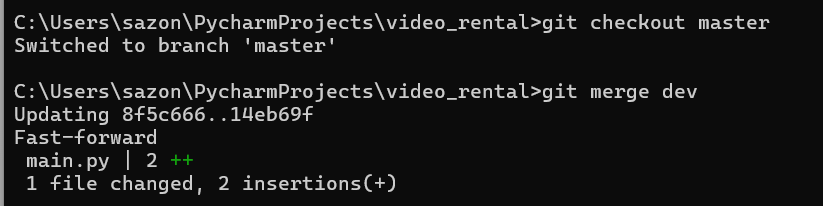 C:\Users\sazon\PycharmProjects\video_rental>git checkout master
Switched to branch 'master'
C:\Users\sazon\PycharmProjects\video_rental>git merge dev
Updating 8f5c666..14eb69f
Fast-forward
 main.py | 2 ++
 1 file changed, 2 insertions(+)